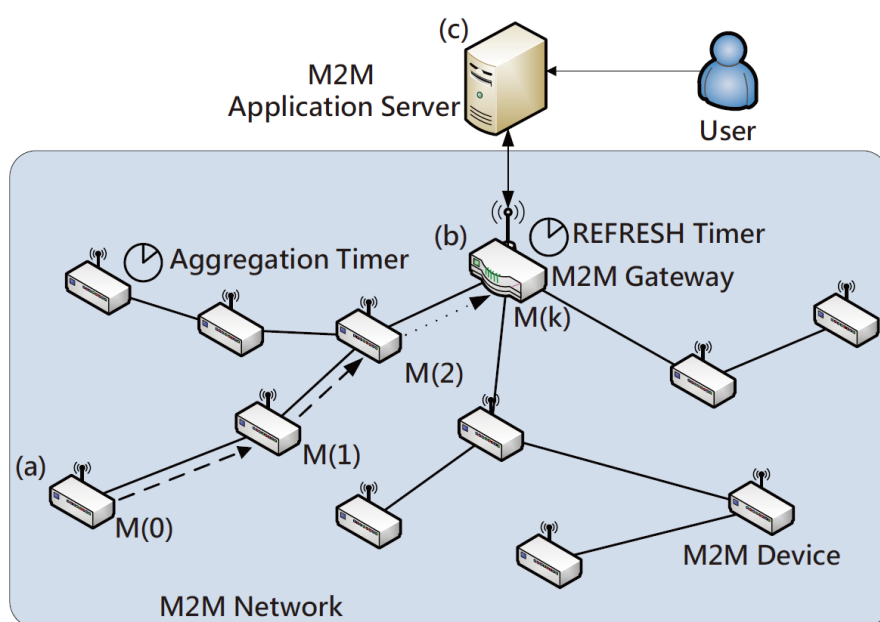 (c)
M2M
Application Server
User
(b)
REFRESH Timer
Aggregation Timer
M2M Gateway
M(k)
M(2)
(a)
M(1)
M(0)
M2M Device
M2M Network